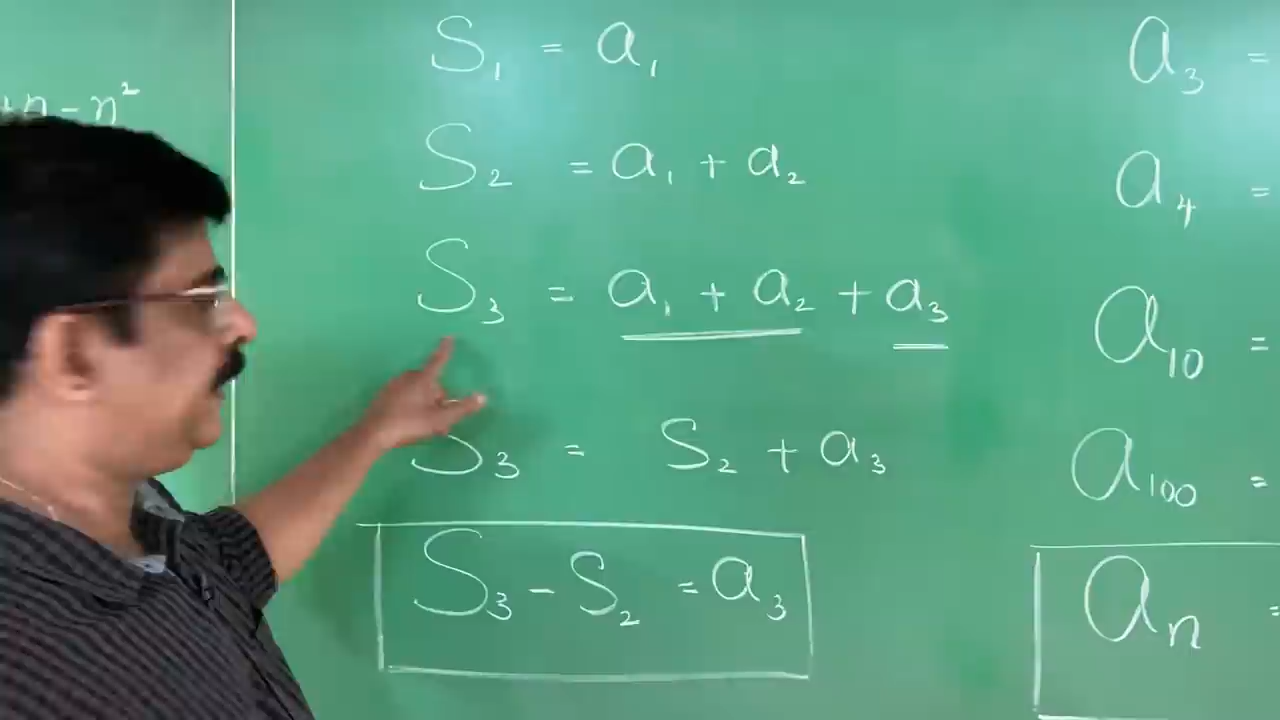 n - n²
S₁ = a₁
S₂ = a₁ + a₂
S₃ = a₁ + a₂ + a₃
S₃ = S₂ + a₃
S₃ - S₂ = a₃
a₃ =
a₄ =
a₁₀ =
a₁₀₀ =
aₙ =